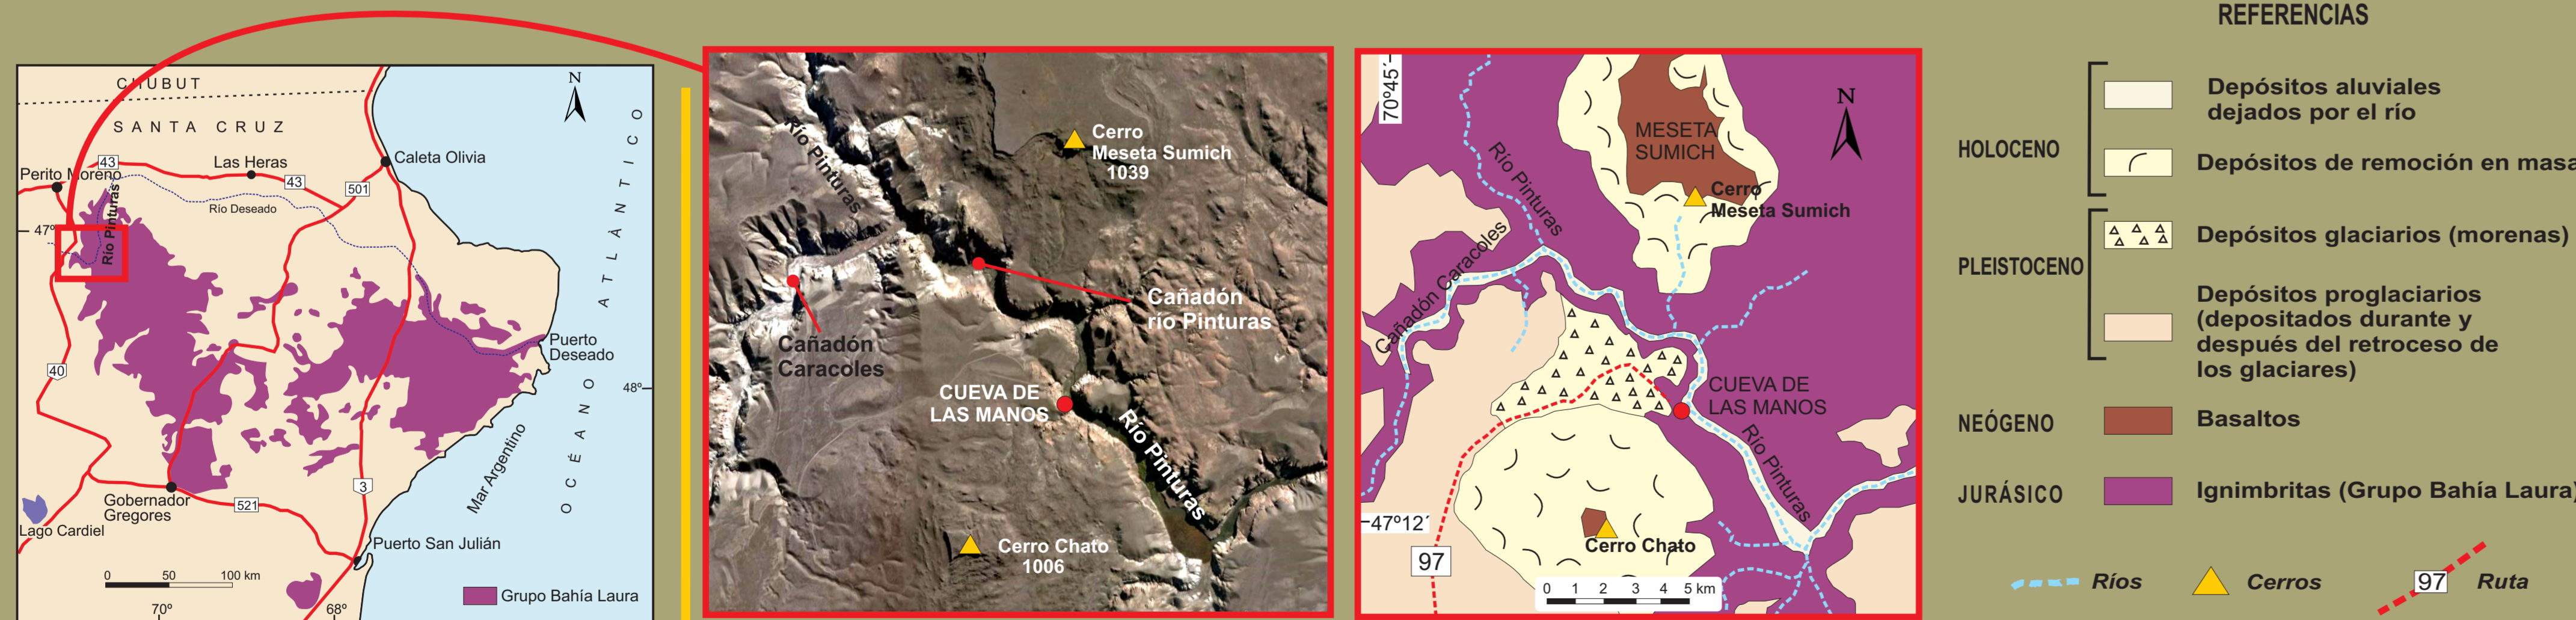 CHUBUT
SANTA CRUZ
N
43
Las Heras
Caleta Olivia
Perito Moreno
43
501
Río Pinturas
Río Deseado
47º
OCÉANO ATLÀNTICO
Puerto
Deseado
40
48º
Mar Argentino
Gobernador
Gregores
521
3
Lago Cardiel
Puerto San Julián
0 50 100 km
Grupo Bahía Laura
70º 68º
Río Pinturas
Cerro
Meseta Sumich
1039
Cañadón
río Pinturas
Cañadón
Caracoles
CUEVA DE
LAS MANOS
Río Pinturas
Cerro Chato
1006
70º45´
N
MESETA
SUMICH
Río Pinturas
Cerro
Meseta Sumich
Cañadón Caracoles
CUEVA DE
LAS MANOS
Río Pinturas
47º12´
97
Cerro Chato
0 1 2 3 4 5 km
REFERENCIAS
HOLOCENO
Depósitos aluviales
dejados por el río
Depósitos de remoción en masa
PLEISTOCENO
Depósitos glaciarios (morenas)
Depósitos proglaciarios
(depositados durante y
después del retroceso de
los glaciares)
NEÓGENO
Basaltos
JURÁSICO
Ignimbritas (Grupo Bahía Laura)
Ríos
Cerros
97
Ruta